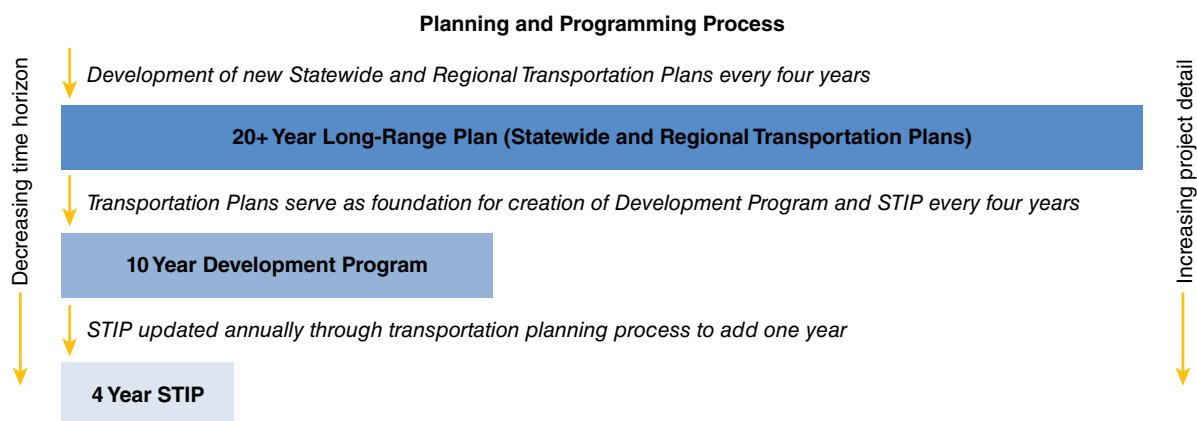 Planning and Programming Process
Development of new Statewide and Regional Transportation Plans every four years
20+ Year Long-Range Plan (Statewide and Regional Transportation Plans)
Transportation Plans serve as foundation for creation of Development Program and STIP every four years
10 Year Development Program
STIP updated annually through transportation planning process to add one year
4 Year STIP
Decreasing time horizon
Increasing project detail